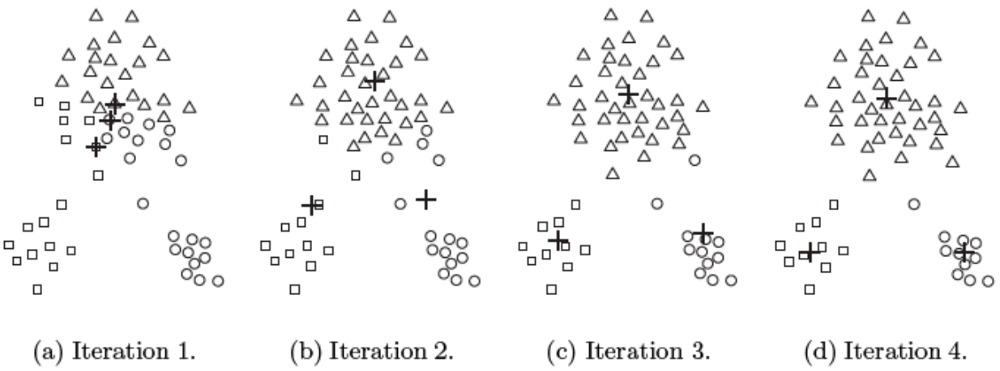 (a) Iteration 1.
(b) Iteration 2.
(c) Iteration 3.
(d) Iteration 4.